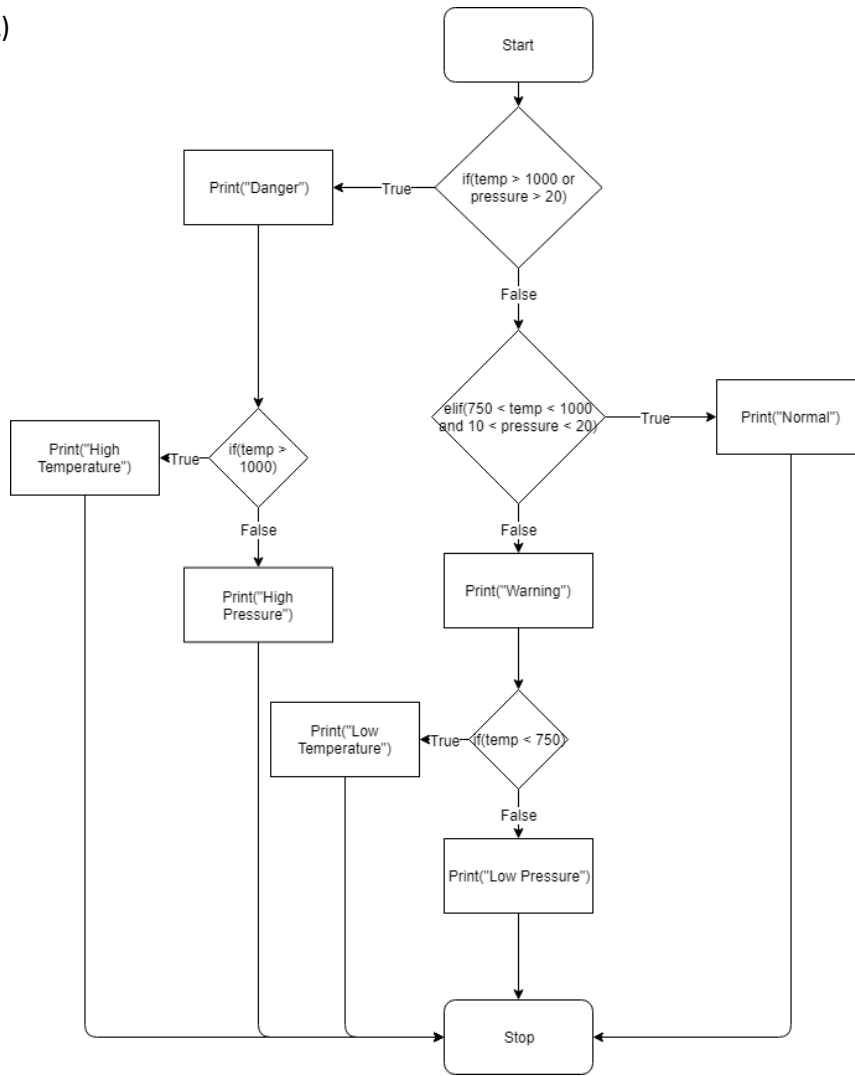 )
Start
if(temp > 1000 or
pressure > 20)
True
Print("Danger")
False
elif(750 < temp < 1000
and 10 < pressure < 20)
True
Print("Normal")
if(temp >
1000)
True
Print("High
Temperature")
False
Print("High
Pressure")
False
Print("Warning")
if(temp < 750)
True
Print("Low
Temperature")
False
Print("Low Pressure")
Stop